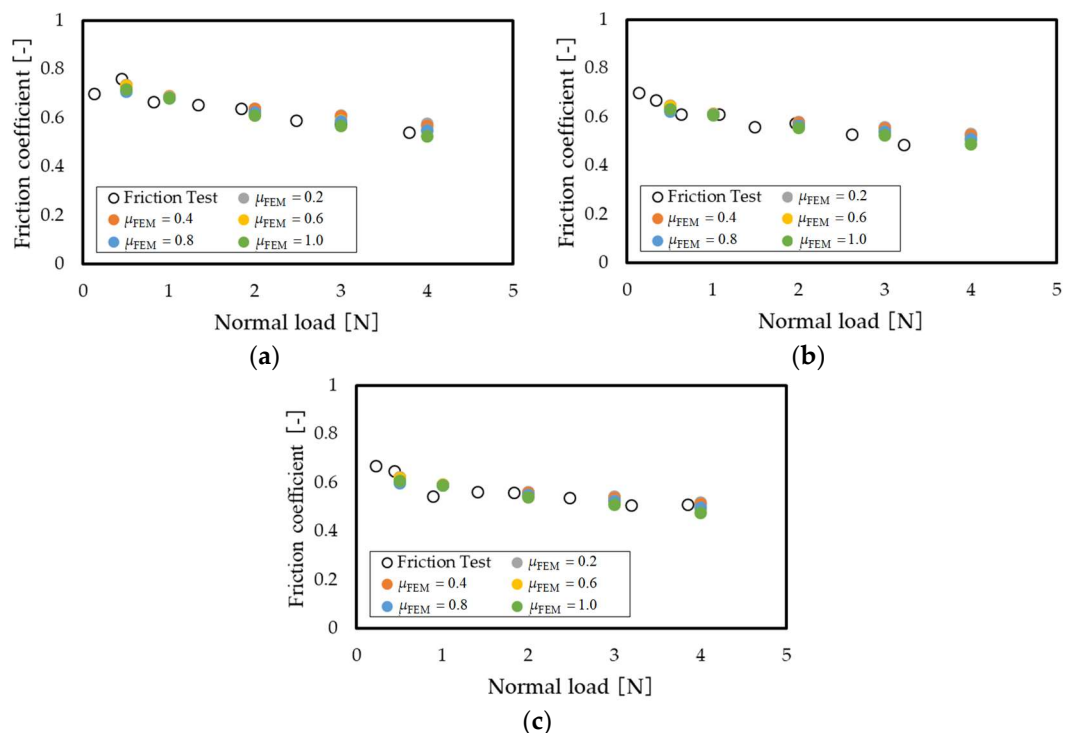 Friction coefficient [-]
1
0.8
0.6
0.4
0.2
0
Friction Test
μFEM = 0.2
μFEM = 0.4
μFEM = 0.6
μFEM = 0.8
μFEM = 1.0
0 1 2 3 4 5
Normal load [N]
(a)
Friction coefficient [-]
1
0.8
0.6
0.4
0.2
0
Friction Test
μFEM = 0.2
μFEM = 0.4
μFEM = 0.6
μFEM = 0.8
μFEM = 1.0
0 1 2 3 4 5
Normal load [N]
(b)
Friction coefficient [-]
1
0.8
0.6
0.4
0.2
0
Friction Test
μFEM = 0.2
μFEM = 0.4
μFEM = 0.6
μFEM = 0.8
μFEM = 1.0
0 1 2 3 4 5
Normal load [N]
(c)